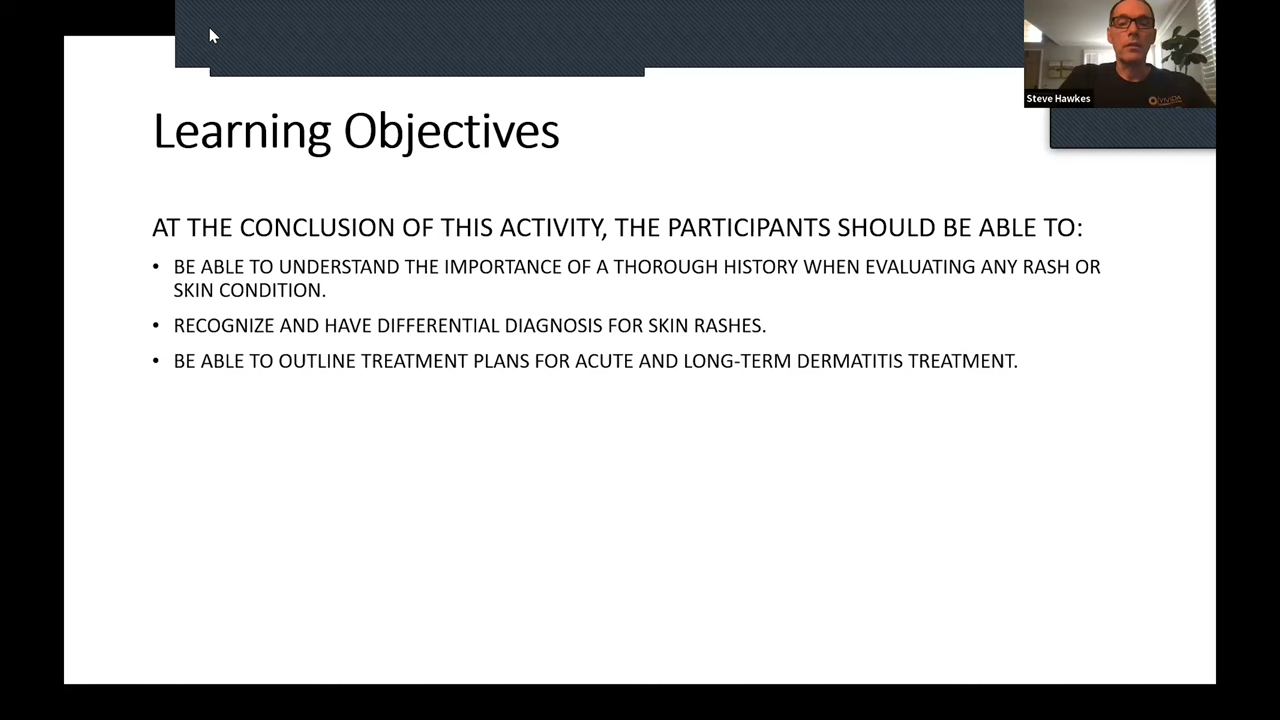 Steve Hawkes
VIVIDA
Learning Objectives
AT THE CONCLUSION OF THIS ACTIVITY, THE PARTICIPANTS SHOULD BE ABLE TO:
• BE ABLE TO UNDERSTAND THE IMPORTANCE OF A THOROUGH HISTORY WHEN EVALUATING ANY RASH OR
SKIN CONDITION.
• RECOGNIZE AND HAVE DIFFERENTIAL DIAGNOSIS FOR SKIN RASHES.
• BE ABLE TO OUTLINE TREATMENT PLANS FOR ACUTE AND LONG-TERM DERMATITIS TREATMENT.